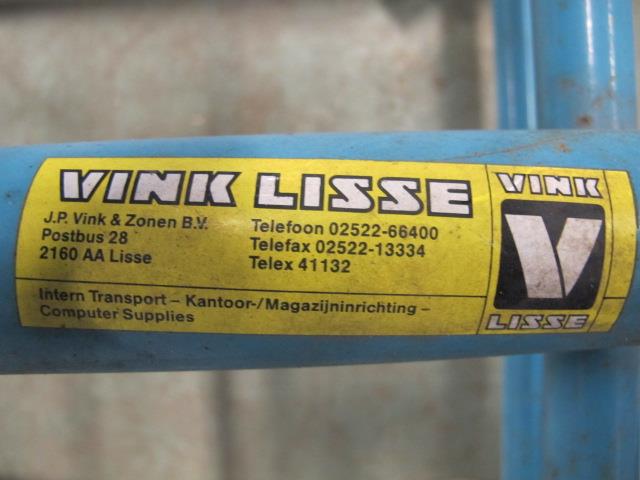 VINK LISSE
J.P. Vink & Zonen B.V.
Postbus 28
2160 AA Lisse
Telefoon 02522-66400
Telefax 02522-13334
Telex 41132
Intern Transport – Kantoor-/Magazijninrichting –
Computer Supplies
VINK
V
LISSE